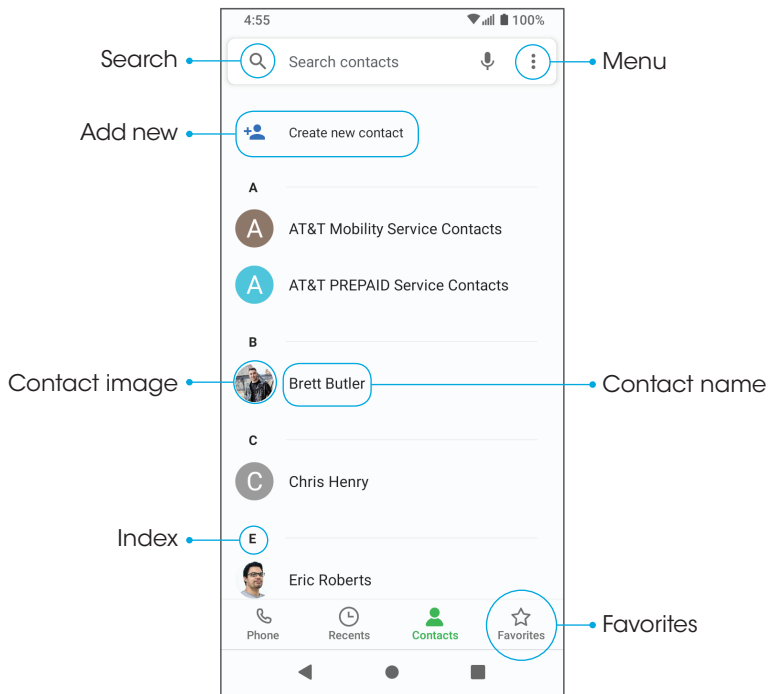 4:55
100%
Search
Search contacts
Menu
Add new
Create new contact
A
A
AT&T Mobility Service Contacts
A
AT&T PREPAID Service Contacts
B
Contact image
Brett Butler
Contact name
C
C
Chris Henry
Index
E
Eric Roberts
Phone
Recents
Contacts
Favorites
Favorites